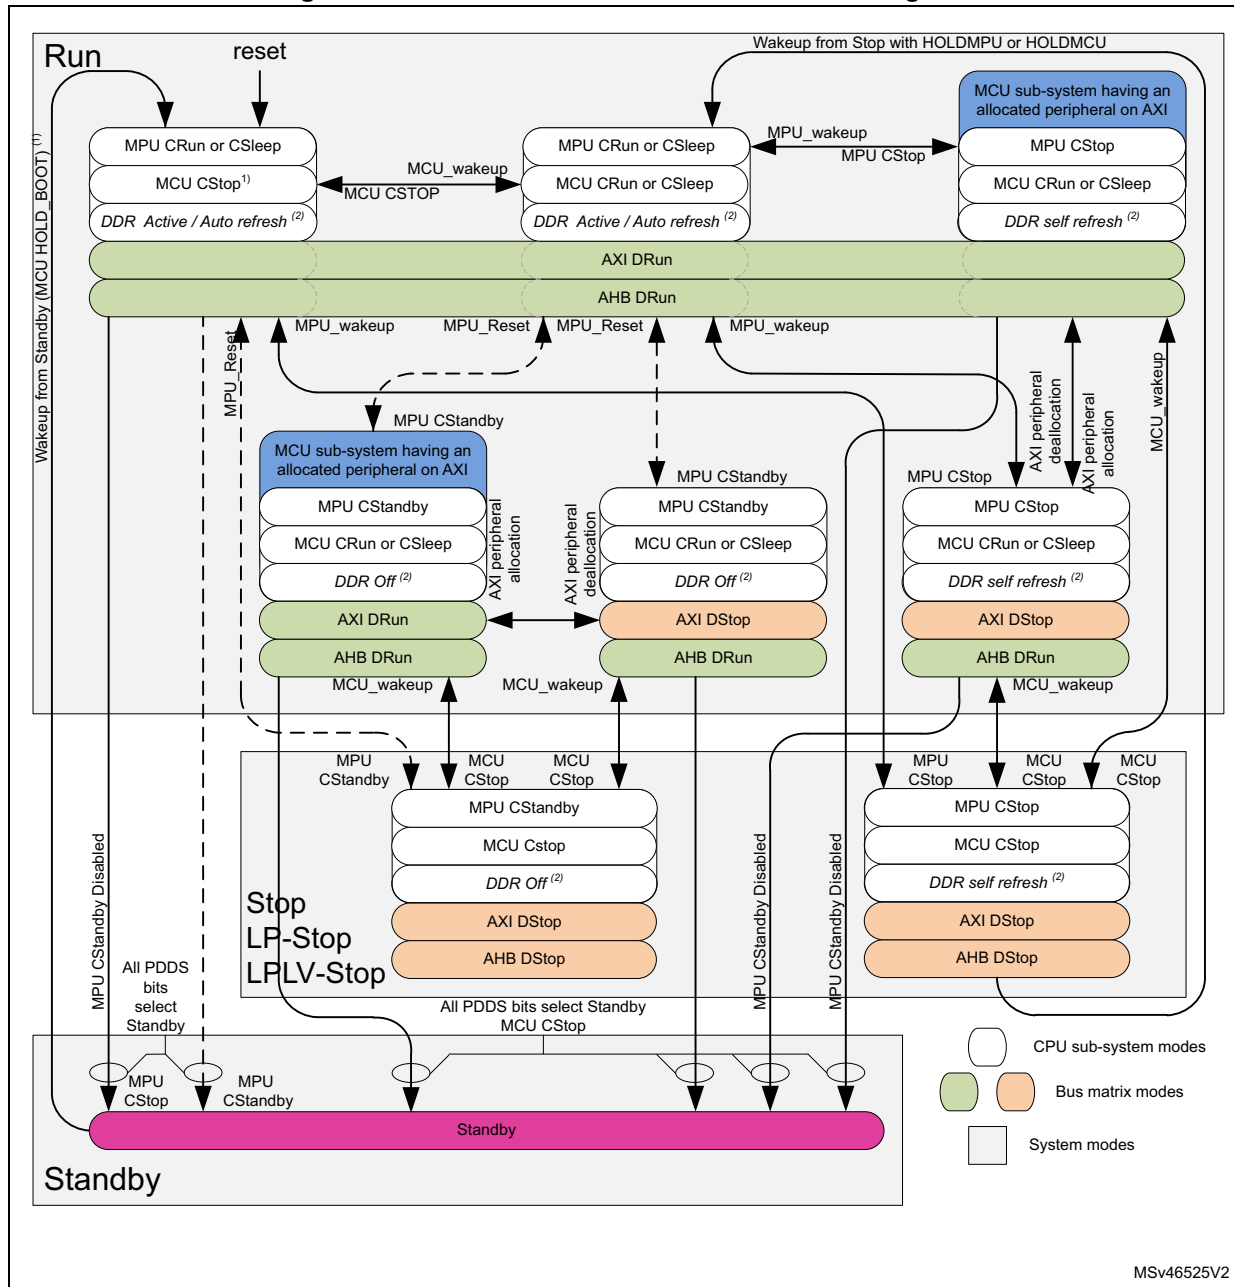 Run
reset
Wakeup from Stop with HOLDMPU or HOLDMCU
MCU sub-system having an
allocated peripheral on AXI
MPU CRun or CSleep
MCU CStop¹⁾
DDR Active / Auto refresh ⁽²⁾
MCU_wakeup
MCU CSTOP
MPU CRun or CSleep
MCU CRun or CSleep
DDR Active / Auto refresh ⁽²⁾
MPU_wakeup
MPU CStop
MPU CStop
MCU CRun or CSleep
DDR self refresh ⁽²⁾
AXI DRun
AHB DRun
Wakeup from Standby (MCU HOLD_BOOT) ⁽¹⁾
MPU_Reset
MPU_wakeup
MPU_Reset
MPU_Reset
MPU_wakeup
AXI peripheral
deallocation
AXI peripheral
allocation
MCU_wakeup
MPU CStandby
MCU sub-system having an
allocated peripheral on AXI
MPU CStandby
MCU CRun or CSleep
DDR Off ⁽²⁾
AXI DRun
AHB DRun
AXI peripheral
allocation
AXI peripheral
deallocation
MPU CStandby
MPU CStandby
MCU CRun or CSleep
DDR Off ⁽²⁾
AXI DStop
AHB DRun
MPU CStop
MPU CStop
MCU CRun or CSleep
DDR self refresh ⁽²⁾
AXI DStop
AHB DRun
MCU_wakeup
MCU_wakeup
MCU_wakeup
MPU
CStandby
MCU
CStop
MCU
CStop
MPU
CStop
MCU
CStop
MCU
CStop
MPU CStandby
MCU Cstop
DDR Off ⁽²⁾
AXI DStop
AHB DStop
MPU CStop
MCU CStop
DDR self refresh ⁽²⁾
AXI DStop
AHB DStop
Stop
LP-Stop
LPLV-Stop
MPU CStandby Disabled
MPU CStandby Disabled
MPU CStandby Disabled
All PDDS
bits
select
Standby
All PDDS bits select Standby
MCU CStop
MPU
CStop
MPU
CStandby
Standby
Standby
CPU sub-system modes
Bus matrix modes
System modes
MSv46525V2